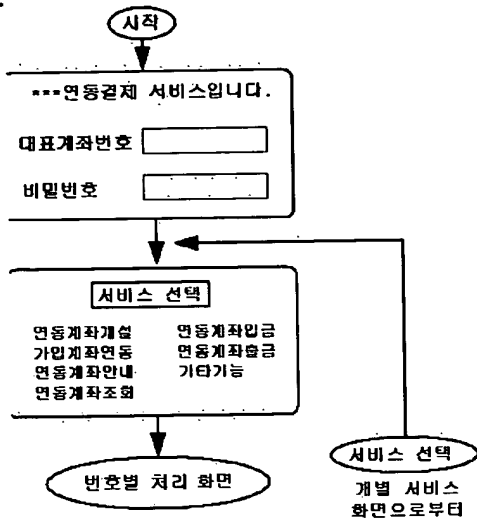 시작
***연동결제 서비스입니다.
대표계좌번호
비밀번호
서비스 선택
연동계좌개설 연동계좌입금
가입계좌연동 연동계좌출금
연동계좌안내 기타기능
연동계좌조회
번호별 처리 화면
서비스 선택
개별 서비스
화면으로부터